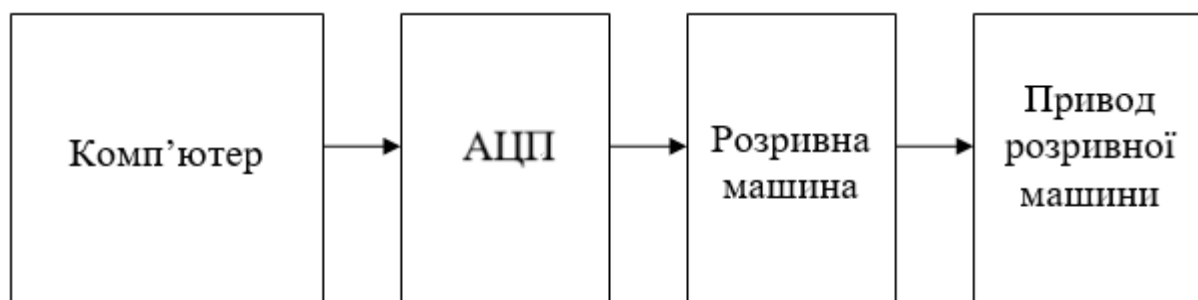 Комп’ютер
АЦП
Розривна
машина
Привод
розривної
машини